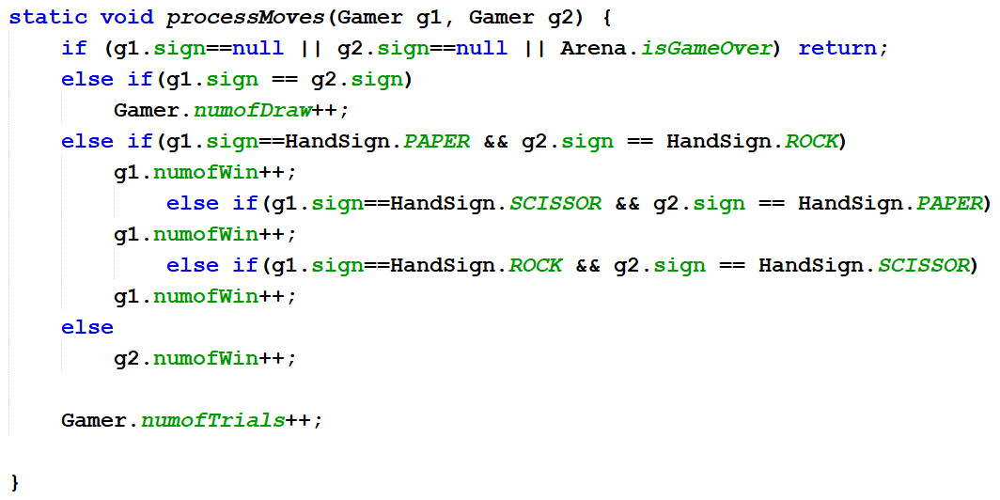 static void processMoves(Gamer g1, Gamer g2) {
    if (g1.sign==null || g2.sign==null || Arena.isGameOver) return;
    else if(g1.sign == g2.sign)
        Gamer.numofDraw++;
    else if(g1.sign==HandSign.PAPER && g2.sign == HandSign.ROCK)
        g1.numofWin++;
            else if(g1.sign==HandSign.SCISSOR && g2.sign == HandSign.PAPER)
        g1.numofWin++;
            else if(g1.sign==HandSign.ROCK && g2.sign == HandSign.SCISSOR)
        g1.numofWin++;
    else
        g2.numofWin++;

    Gamer.numofTrials++;

}